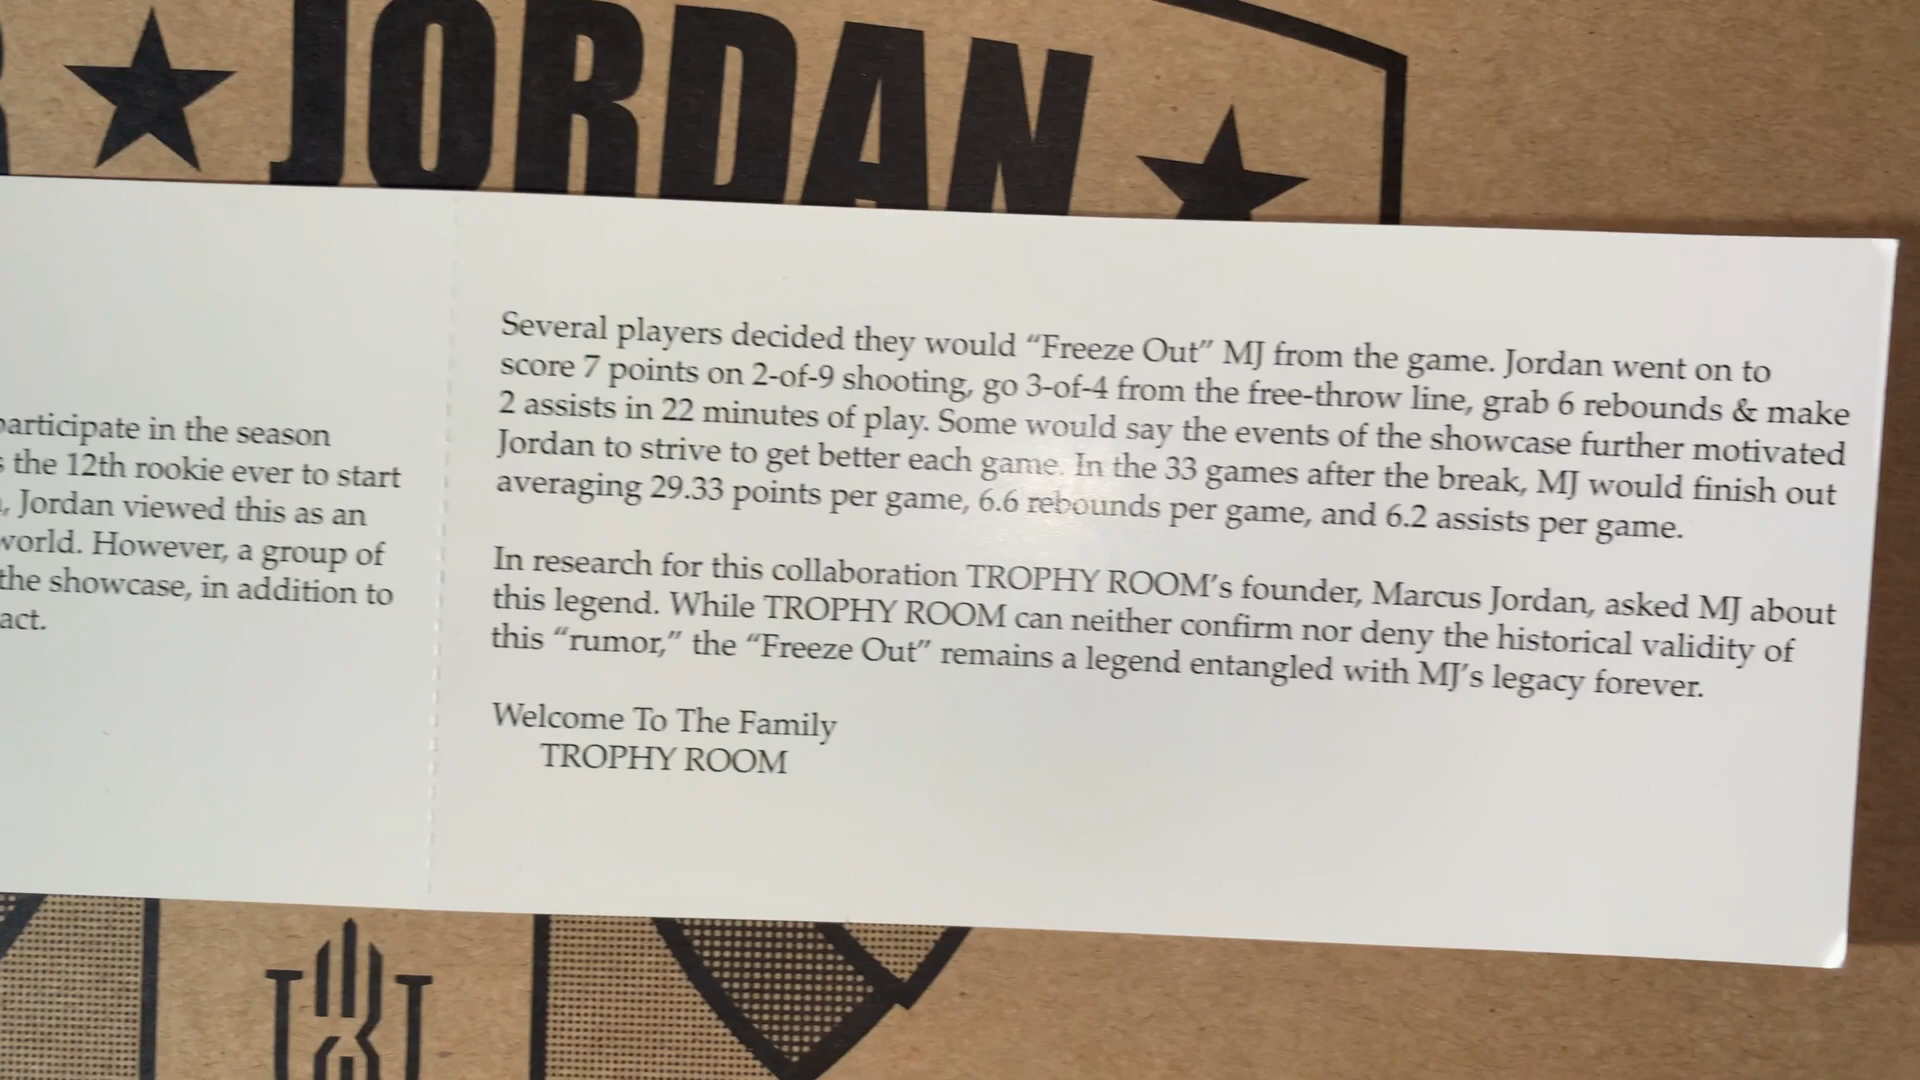 JORDAN
participate in the season
the 12th rookie ever to start
, Jordan viewed this as an
world. However, a group of
the showcase, in addition to
act.
Several players decided they would “Freeze Out” MJ from the game. Jordan went on to
score 7 points on 2-of-9 shooting, go 3-of-4 from the free-throw line, grab 6 rebounds & make
2 assists in 22 minutes of play. Some would say the events of the showcase further motivated
Jordan to strive to get better each game. In the 33 games after the break, MJ would finish out
averaging 29.33 points per game, 6.6 rebounds per game, and 6.2 assists per game.
In research for this collaboration TROPHY ROOM's founder, Marcus Jordan, asked MJ about
this legend. While TROPHY ROOM can neither confirm nor deny the historical validity of
this “rumor,” the “Freeze Out” remains a legend entangled with MJ's legacy forever.
Welcome To The Family
TROPHY ROOM